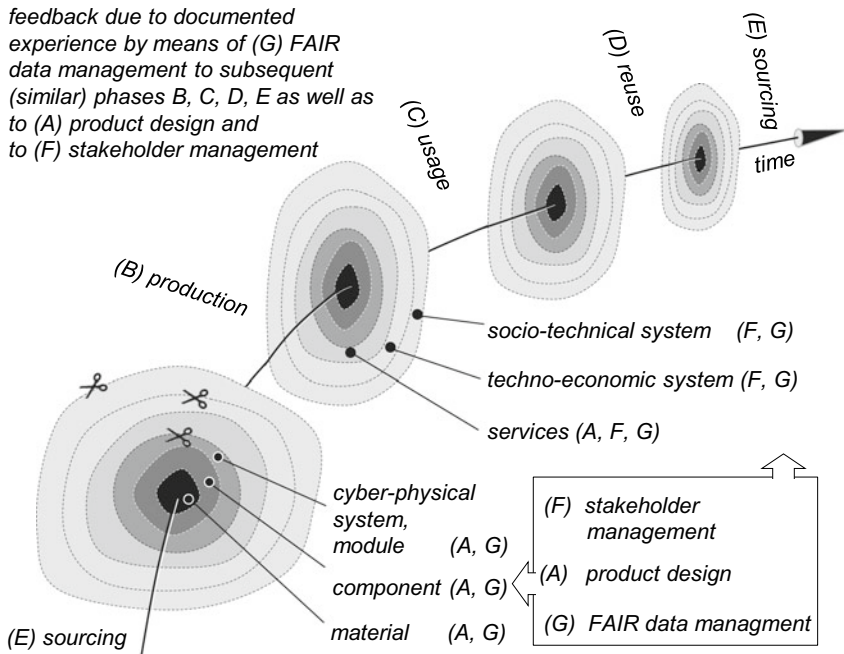 feedback due to documented
experience by means of (G) FAIR
data management to subsequent
(similar) phases B, C, D, E as well as
to (A) product design and
to (F) stakeholder management
(E) sourcing
(D) reuse
(C) usage
time
(B) production
socio-technical system (F, G)
techno-economic system (F, G)
services (A, F, G)
cyber-physical
system,
module (A, G)
component (A, G)
material (A, G)
(F) stakeholder
management
(A) product design
(G) FAIR data managment
(E) sourcing